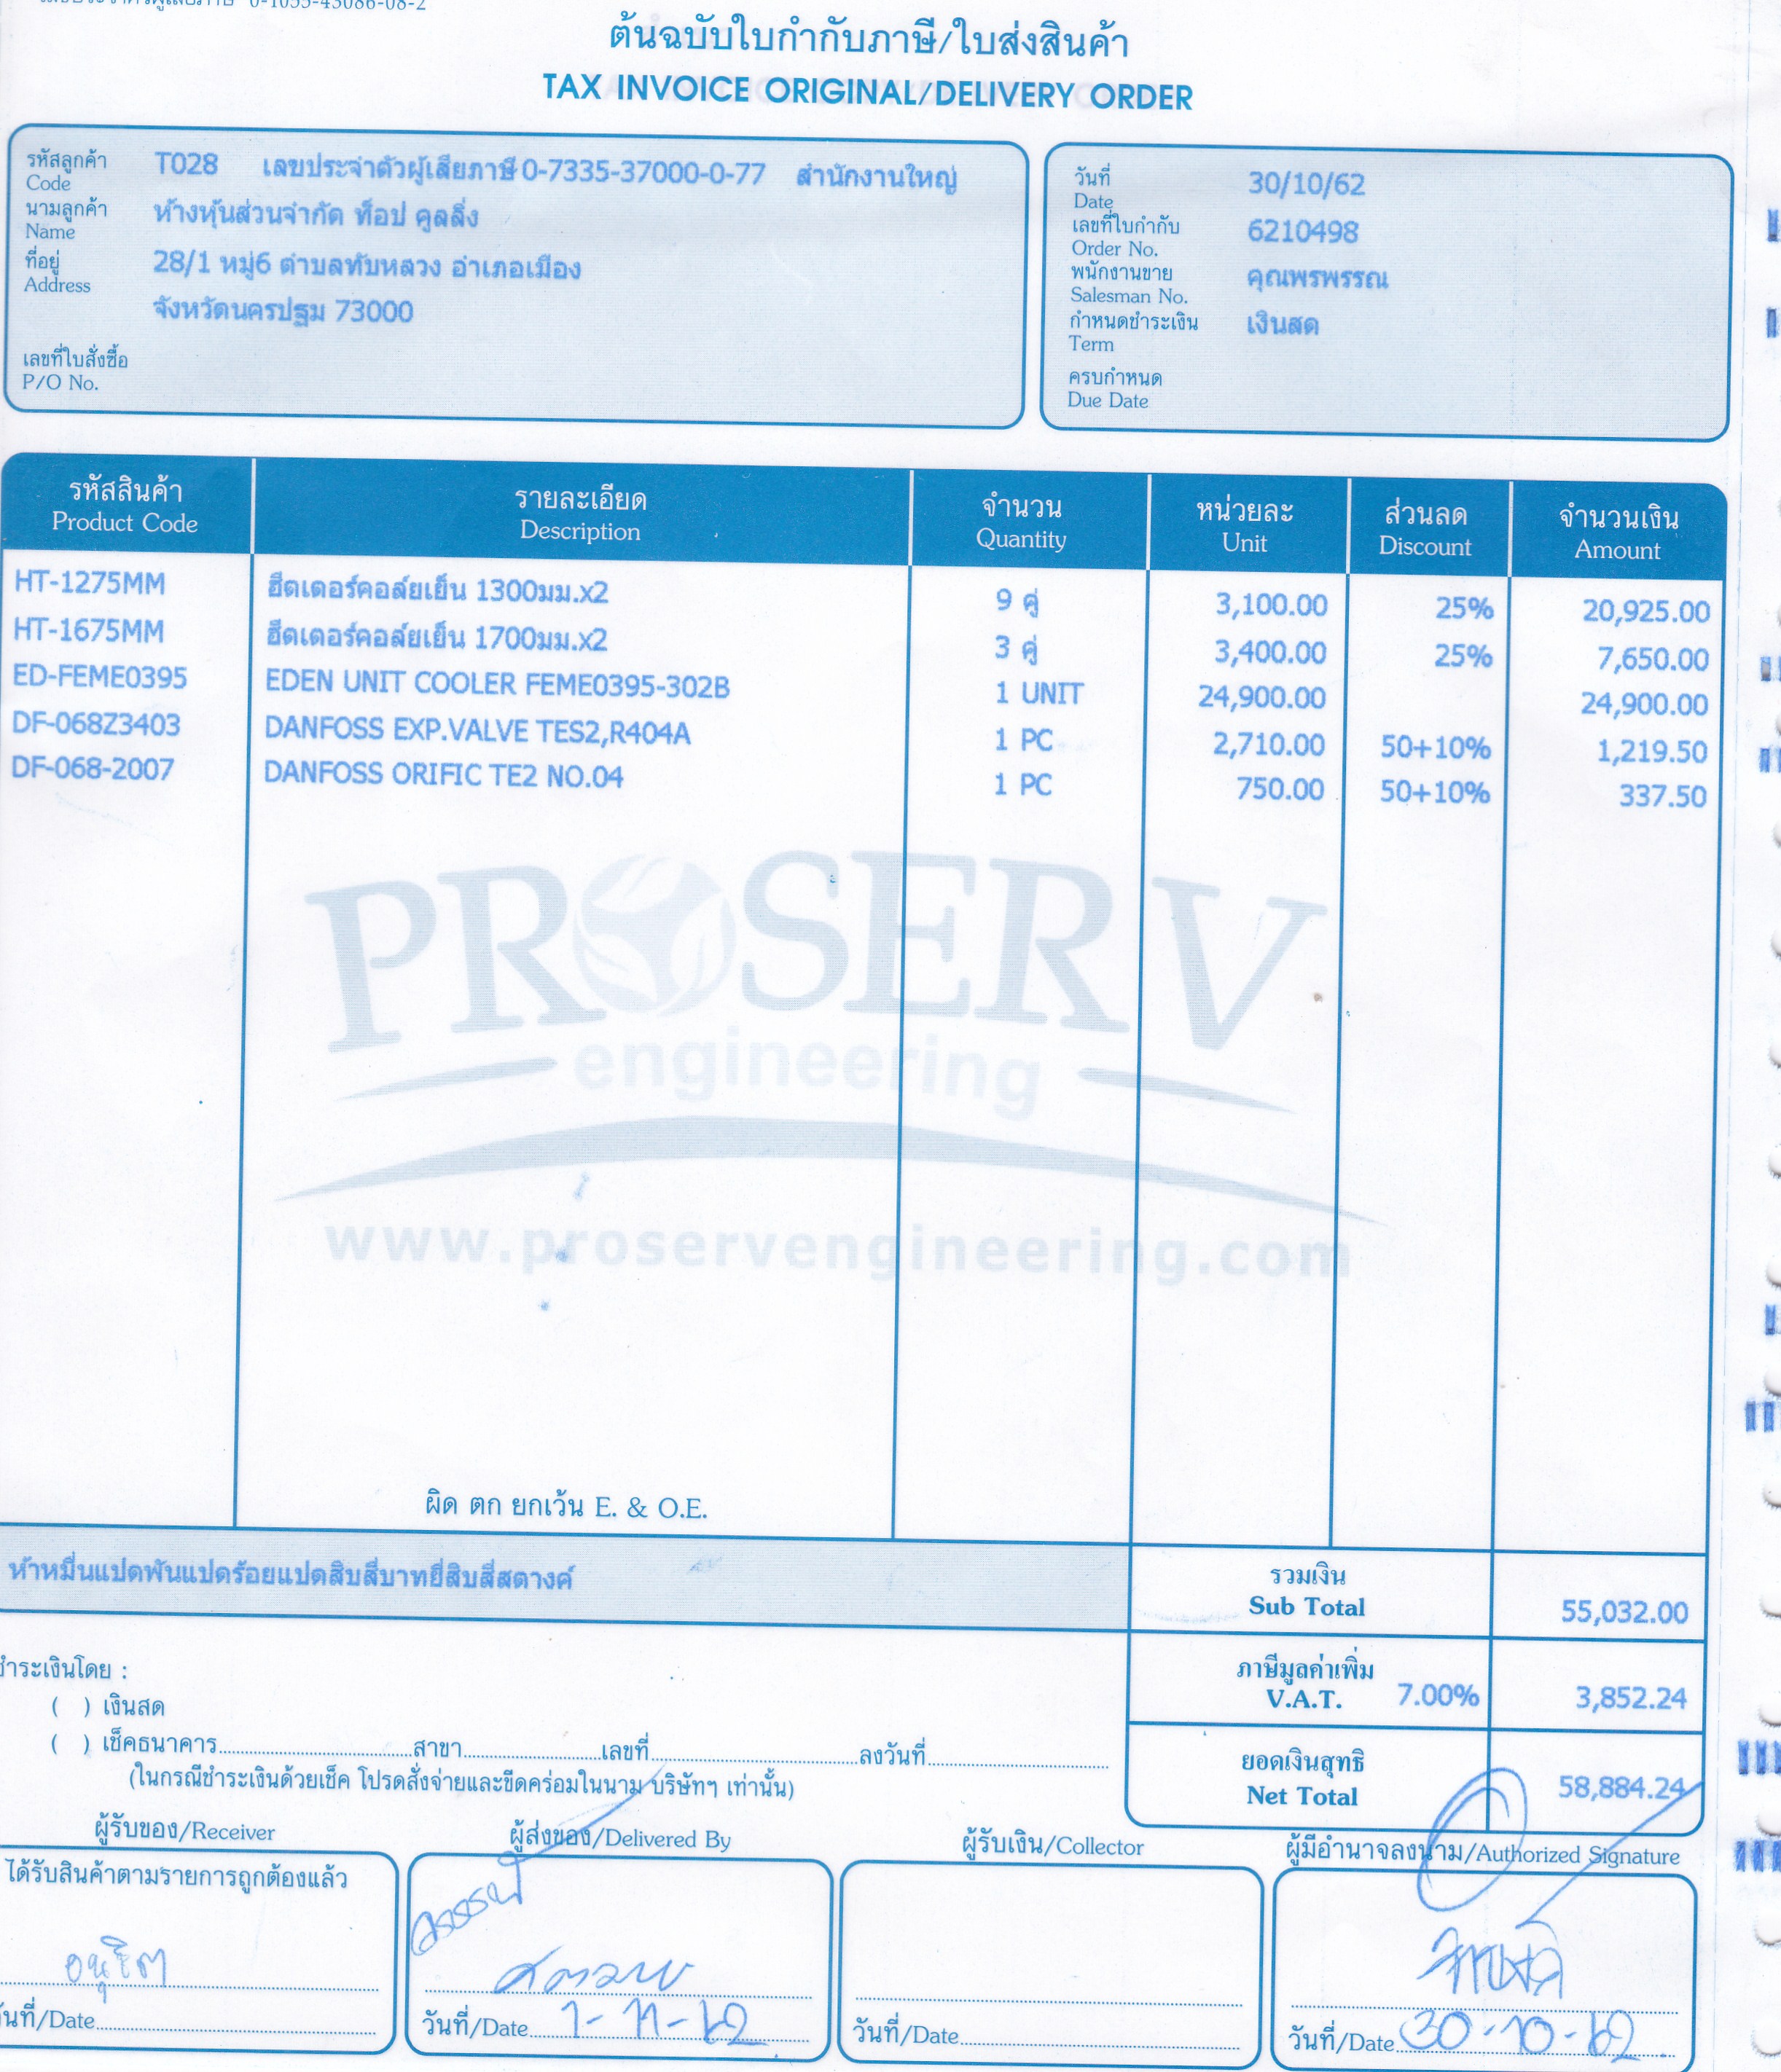 0-1055-43086-08-2
ต้นฉบับใบกำกับภาษี/ใบส่งสินค้า
TAX INVOICE ORIGINAL/DELIVERY ORDER
รหัสลูกค้า Code T028 เลขประจำตัวผู้เสียภาษี 0-7335-37000-0-77 สำนักงานใหญ่
นามลูกค้า Name ห้างหุ้นส่วนจำกัด ท็อป คูลลิ่ง
ที่อยู่ Address 28/1 หมู่6 ตำบลทับหลวง อำเภอเมือง
จังหวัดนครปฐม 73000
เลขที่ใบสั่งซื้อ
P/O No.
วันที่ Date 30/10/62
เลขที่ใบกำกับ Order No. 6210498
พนักงานขาย Salesman No. คุณพรพรรณ
กำหนดชำระเงิน Term เงินสด
ครบกำหนด
Due Date
รหัสสินค้า รายละเอียด จำนวน หน่วยละ ส่วนลด จำนวนเงิน
Product Code Description Quantity Unit Discount Amount
HT-1275MM ฮีตเตอร์คอล์ยเย็น 1300มม.x2 9 คู่ 3,100.00 25% 20,925.00
HT-1675MM ฮีตเตอร์คอล์ยเย็น 1700มม.x2 3 คู่ 3,400.00 25% 7,650.00
ED-FEME0395 EDEN UNIT COOLER FEME0395-302B 1 UNIT 24,900.00 24,900.00
DF-068Z3403 DANFOSS EXP.VALVE TES2,R404A 1 PC 2,710.00 50+10% 1,219.50
DF-068-2007 DANFOSS ORIFIC TE2 NO.04 1 PC 750.00 50+10% 337.50
PROSERV
engineering
www.proservengineering.com
ผิด ตก ยกเว้น E. & O.E.
ห้าหมื่นแปดพันแปดร้อยแปดสิบสี่บาทยี่สิบสี่สตางค์
รวมเงิน
Sub Total 55,032.00
ภาษีมูลค่าเพิ่ม
V.A.T. 7.00% 3,852.24
ยอดเงินสุทธิ
Net Total 58,884.24
ชำระเงินโดย :
( ) เงินสด
( ) เช็คธนาคาร สาขา เลขที่ ลงวันที่
(ในกรณีชำระเงินด้วยเช็ค โปรดสั่งจ่ายและขีดคร่อมในนาม บริษัทฯ เท่านั้น)
ผู้รับของ/Receiver ผู้ส่งของ/Delivered By ผู้รับเงิน/Collector ผู้มีอำนาจลงนาม/Authorized Signature
ได้รับสินค้าตามรายการถูกต้องแล้ว
วันที่/Date วันที่/Date 1-11-62 วันที่/Date วันที่/Date 30-10-62